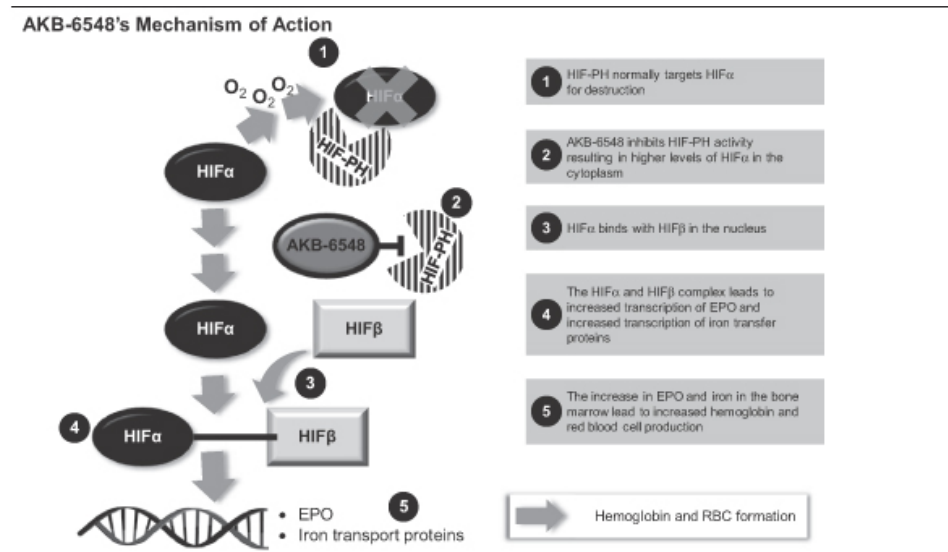 AKB-6548's Mechanism of Action
1
O2 O2 O2
HIFα
HIF-PH
HIFα
2
AKB-6548
HIF-PH
HIFα
HIFβ
3
4
HIFα
HIFβ
• EPO
• Iron transport proteins
5
1
HIF-PH normally targets HIFα
for destruction
2
AKB-6548 inhibits HIF-PH activity
resulting in higher levels of HIFα in the
cytoplasm
3
HIFα binds with HIFβ in the nucleus
4
The HIFα and HIFβ complex leads to
increased transcription of EPO and
increased transcription of iron transfer
proteins
5
The increase in EPO and iron in the bone
marrow lead to increased hemoglobin and
red blood cell production
Hemoglobin and RBC formation